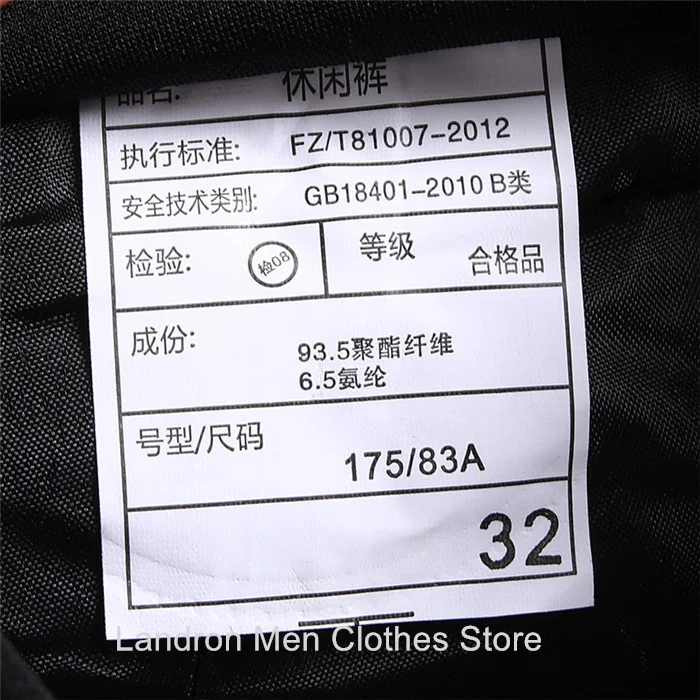 品名: 休闲裤
执行标准: FZ/T81007-2012
安全技术类别: GB18401-2010 B类
检验: 检08 等级 合格品
成份: 93.5聚酯纤维
6.5氨纶
号型/尺码 175/83A
32
Landron Men Clothes Store